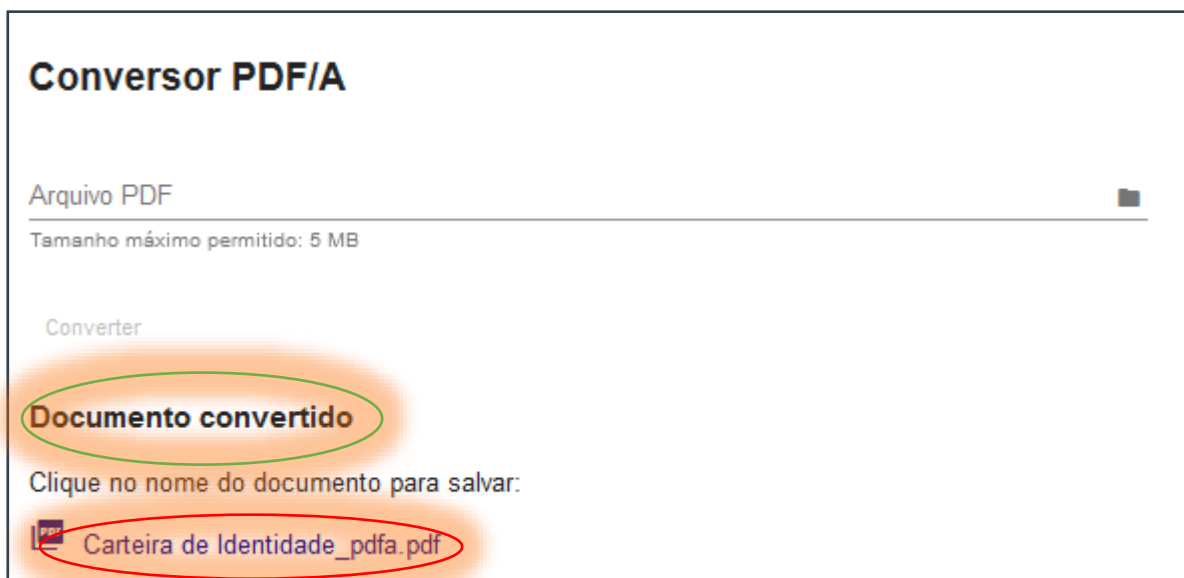 Conversor PDF/A
Arquivo PDF
Tamanho máximo permitido: 5 MB
Converter
Documento convertido
Clique no nome do documento para salvar:
PDF Carteira de Identidade_pdfa.pdf